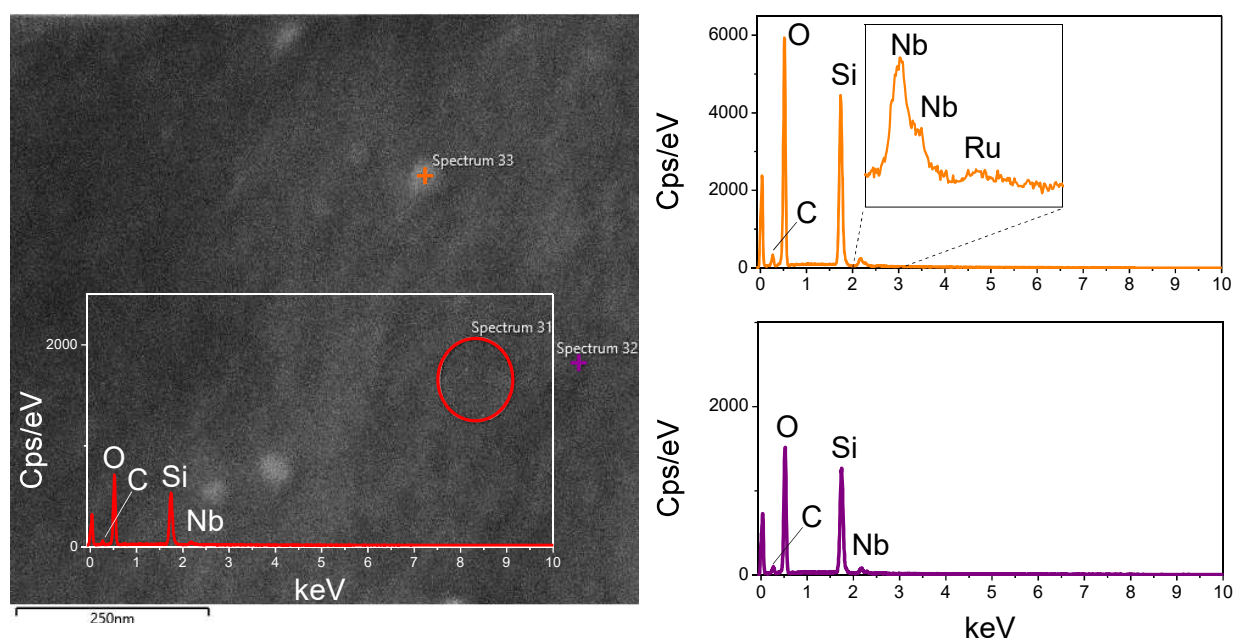 Spectrum 33
Spectrum 31
Spectrum 32
2000
0
Cps/eV
O
C
Si
Nb
0 1 2 3 4 5 6 7 8 9 10
keV
250nm
6000
4000
2000
0
Cps/eV
O
C
Si
Nb
Nb
Ru
0 1 2 3 4 5 6 7 8 9 10
2000
0
Cps/eV
O
C
Si
Nb
0 1 2 3 4 5 6 7 8 9 10
keV